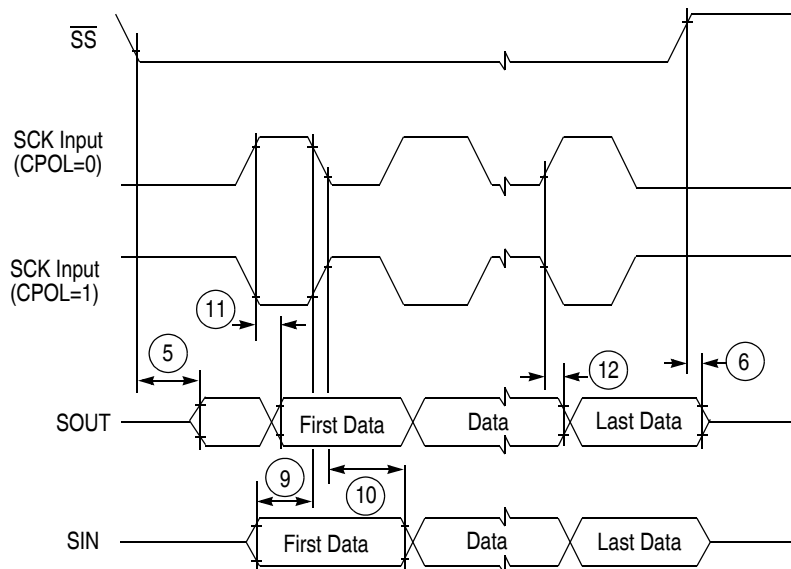 SS
SCK Input
(CPOL=0)
SCK Input
(CPOL=1)
11
5
12
6
SOUT
First Data
Data
Last Data
9
10
SIN
First Data
Data
Last Data